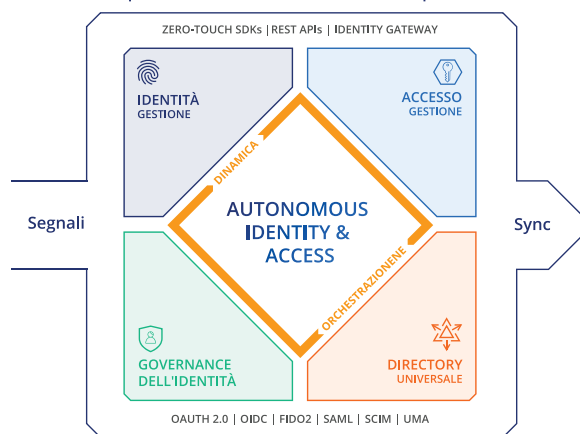 ZERO-TOUCH SDKs | REST APIs | IDENTITY GATEWAY
IDENTITÀ
GESTIONE
ACCESSO
GESTIONE
DINAMICA
Segnali
AUTONOMOUS
IDENTITY &
ACCESS
Sync
ORCHESTRAZIONENE
GOVERNANCE
DELL'IDENTITÀ
DIRECTORY
UNIVERSALE
OAUTH 2.0 | OIDC | FIDO2 | SAML | SCIM | UMA